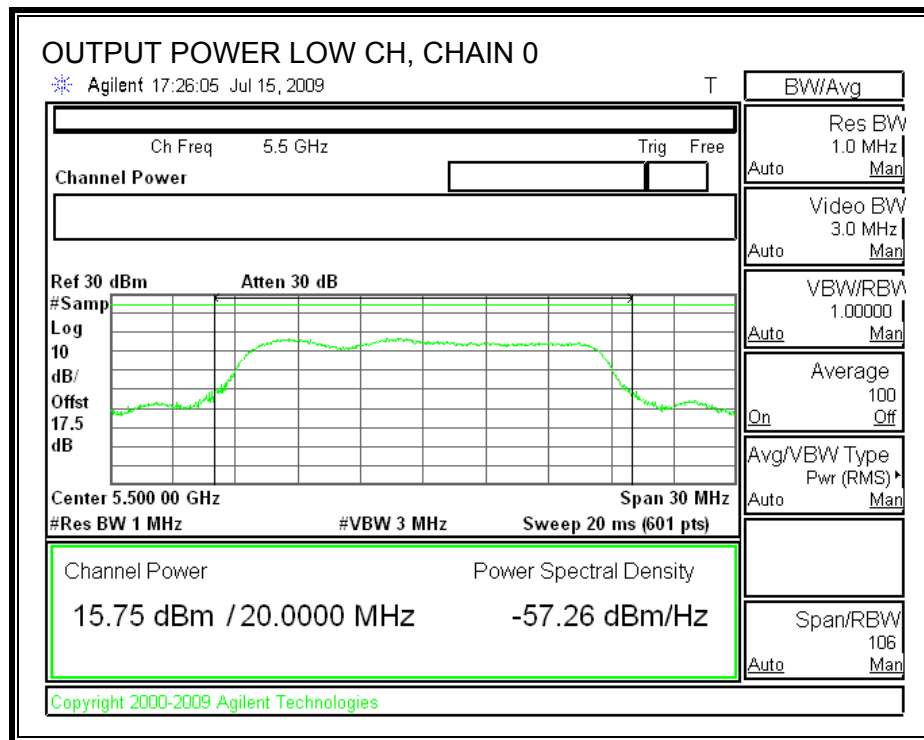 OUTPUT POWER LOW CH, CHAIN 0
Agilent 17:26:05 Jul 15, 2009 T
Ch Freq 5.5 GHz Trig Free
Channel Power
Ref 30 dBm Atten 30 dB
#Samp
Log
10
dB/
Offst
17.5
dB
Center 5.500 00 GHz Span 30 MHz
#Res BW 1 MHz #VBW 3 MHz Sweep 20 ms (601 pts)
Channel Power Power Spectral Density
15.75 dBm / 20.0000 MHz -57.26 dBm/Hz
Copyright 2000-2009 Agilent Technologies
BW/Avg
Res BW
1.0 MHz
Auto Man
Video BW
3.0 MHz
Auto Man
VBW/RBW
1.00000
Auto Man
Average
100
On Off
Avg/VBW Type
Pwr (RMS)
Auto Man
Span/RBW
106
Auto Man